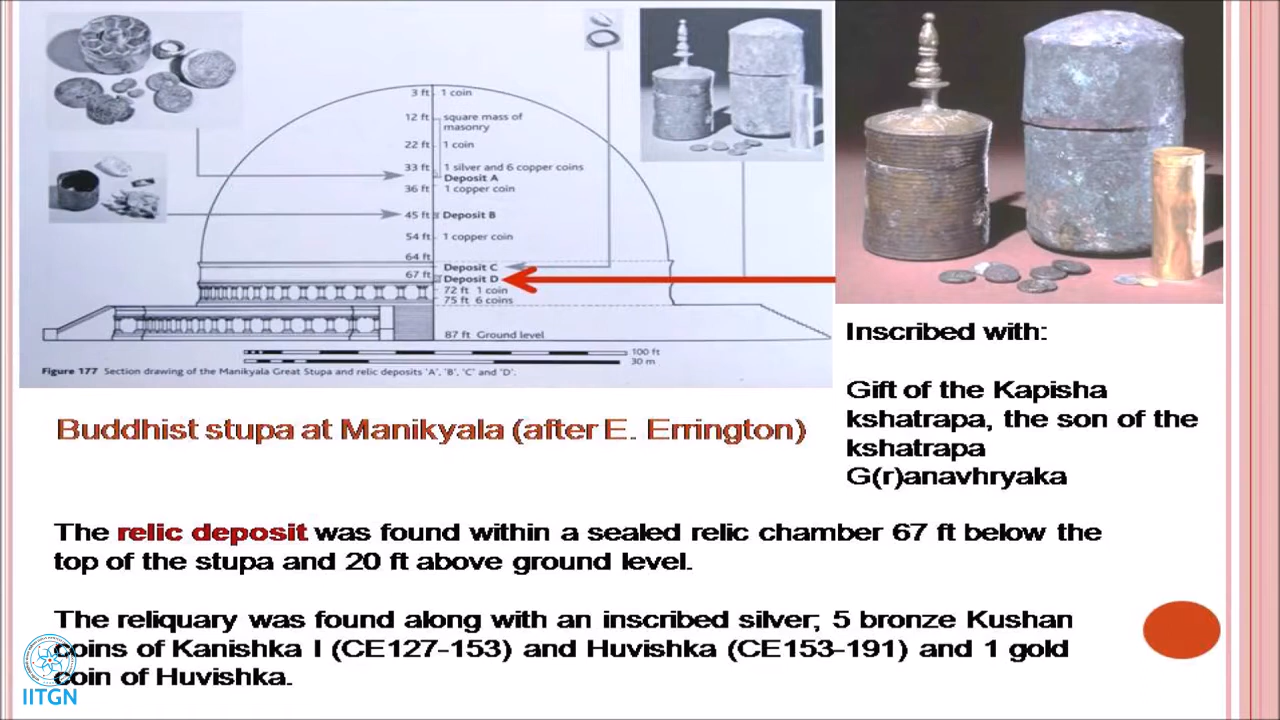 3 ft 1 coin
12 ft square mass of
masonry
22 ft 1 coin
33 ft 1 silver and 6 copper coins
Deposit A
36 ft 1 copper coin
45 ft Deposit B
54 ft 1 copper coin
64 ft
Deposit C
67 ft Deposit D
72 ft 1 coin
75 ft 6 coins
87 ft Ground level
100 ft
30 m
Figure 177 Section drawing of the Manikyala Great Stupa and relic deposits 'A', 'B', 'C' and 'D'.
Buddhist stupa at Manikyala (after E. Errington)
Inscribed with:
Gift of the Kapisha
kshatrapa, the son of the
kshatrapa
G(r)anavhryaka
The relic deposit was found within a sealed relic chamber 67 ft below the
top of the stupa and 20 ft above ground level.
The reliquary was found along with an inscribed silver; 5 bronze Kushan
coins of Kanishka I (CE127-153) and Huvishka (CE153-191) and 1 gold
coin of Huvishka.
IITGN